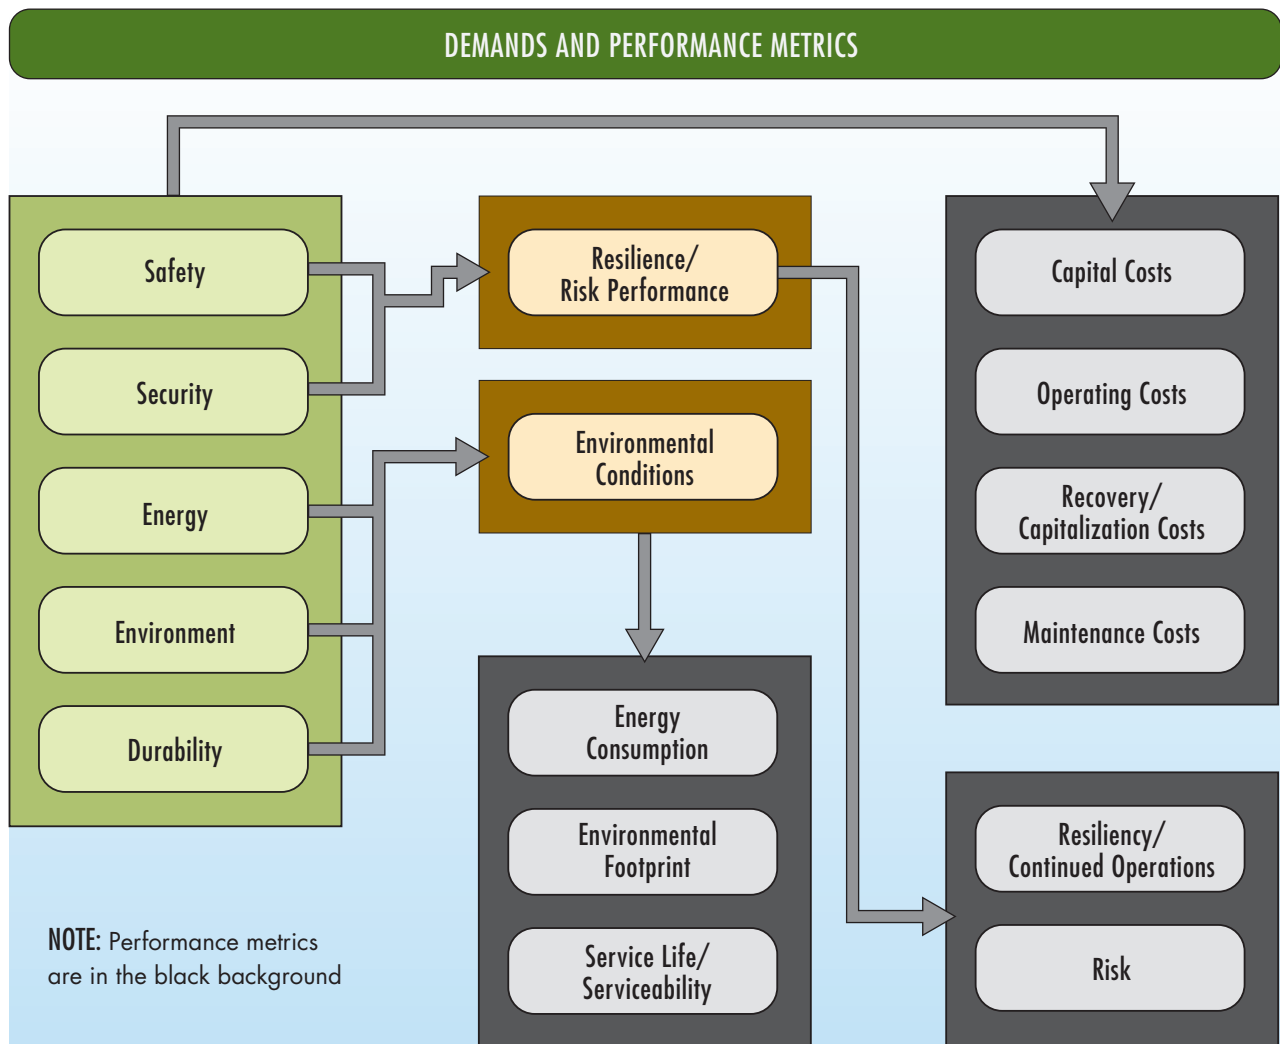 DEMANDS AND PERFORMANCE METRICS
Safety
Security
Energy
Environment
Durability
NOTE: Performance metrics
are in the black background
Resilience/
Risk Performance
Environmental
Conditions
Energy
Consumption
Environmental
Footprint
Service Life/
Serviceability
Capital Costs
Operating Costs
Recovery/
Capitalization Costs
Maintenance Costs
Resiliency/
Continued Operations
Risk